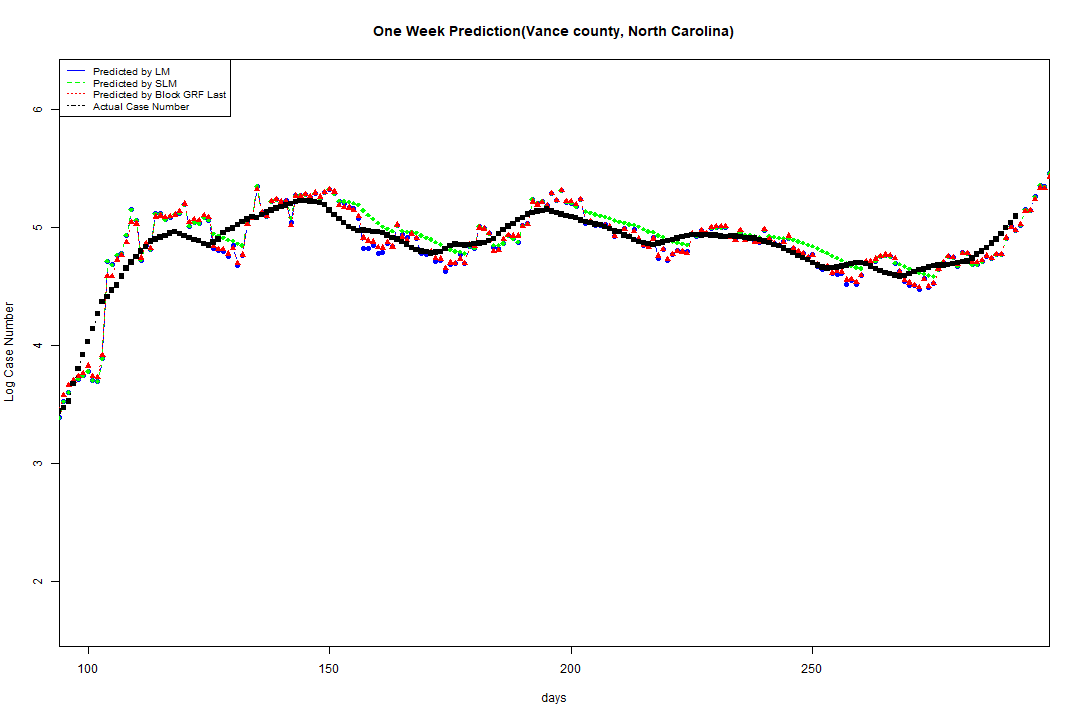 One Week Prediction(Vance county, North Carolina)
Predicted by LM
Predicted by SLM
Predicted by Block GRF Last
Actual Case Number
6
5
4
3
2
Log Case Number
100 150 200 250
days